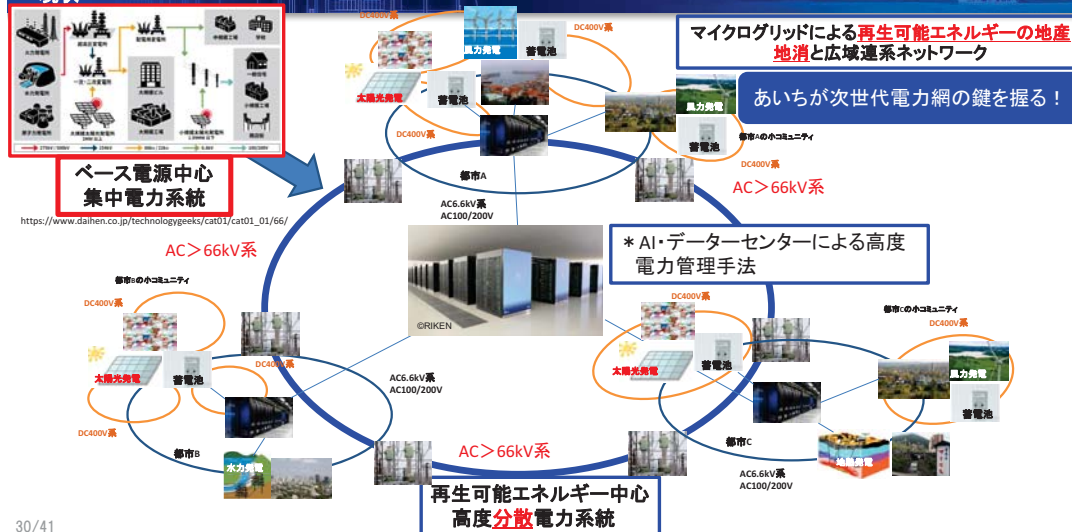 マイクログリッドによる再生可能エネルギーの地産
地消と広域連系ネットワーク
あいちが次世代電力網の鍵を握る！
ベース電源中心
集中電力系統
https://www.daihen.co.jp/technologygeeks/cat01/cat01_01/66/
DC400V系
DC400V系
風力発電
蓄電池
太陽光発電
蓄電池
DC400V系
都市A
AC6.6kV系
AC100/200V
風力発電
蓄電池
都市Aの小コミュニティ
DC400V系
AC＞66kV系
AC＞66kV系
＊AI・データーセンターによる高度
電力管理手法
©RIKEN
都市Bの小コミュニティ
DC400V系
太陽光発電
蓄電池
DC400V系
DC400V系
AC6.6kV系
AC100/200V
都市B
水力発電
DC400V系
太陽光発電
蓄電池
都市Cの小コミュニティ
DC400V系
風力発電
蓄電池
都市C
地熱発電
AC6.6kV系
AC100/200V
AC＞66kV系
再生可能エネルギー中心
高度分散電力系統
30/41